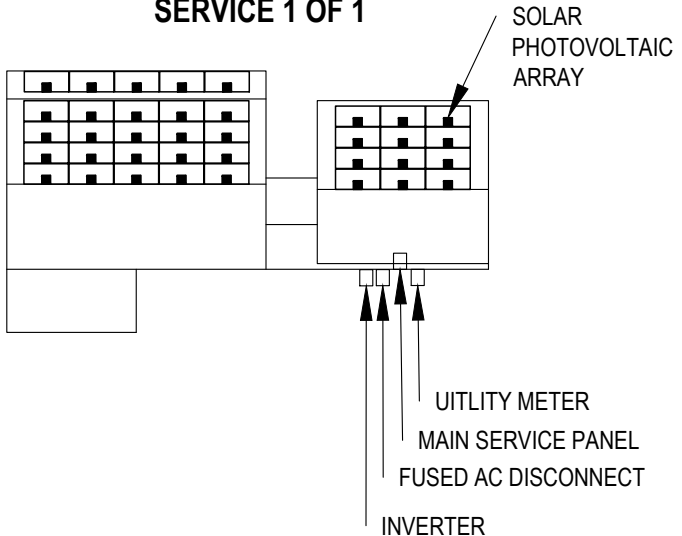 SERVICE 1 OF 1
SOLAR
PHOTOVOLTAIC
ARRAY
UITLITY METER
MAIN SERVICE PANEL
FUSED AC DISCONNECT
INVERTER